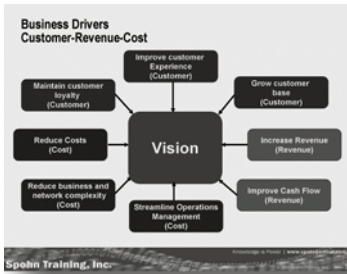 Business Drivers
Customer-Revenue-Cost
Improve customer
Experience
(Customer)
Maintain customer
loyalty
(Customer)
Grow customer
base
(Customer)
Reduce Costs
(Cost)
Vision
Increase Revenue
(Revenue)
Reduce business and
network complexity
(Cost)
Streamline Operations
Management
(Cost)
Improve Cash Flow
(Revenue)
Knowledge is Power
Spohn Training, Inc.